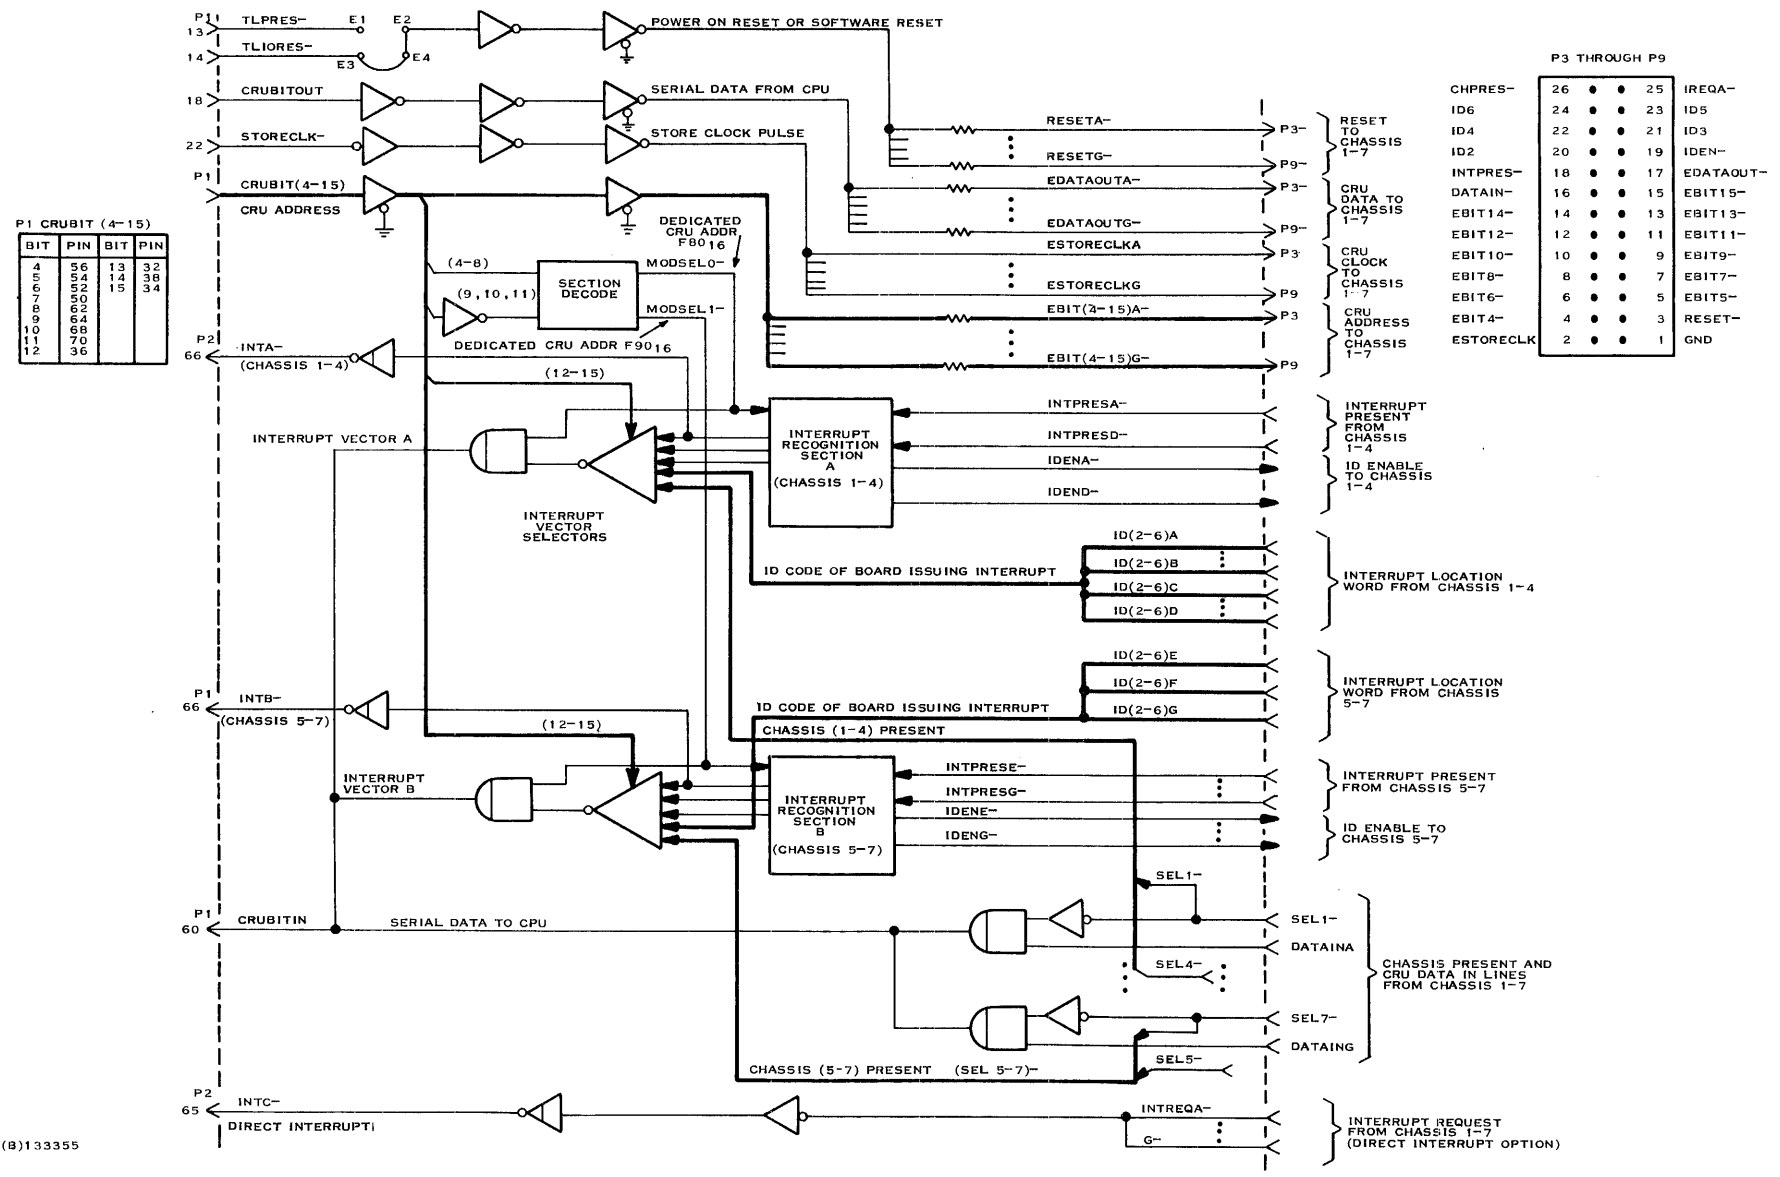 P1
13 TLPRES- E1 E2 POWER ON RESET OR SOFTWARE RESET
14 TLIORES- E3 E4
18 CRUBITOUT SERIAL DATA FROM CPU
22 STORECLK- STORE CLOCK PULSE
P1 CRUBIT(4-15)
CRU ADDRESS
P1 CRUBIT (4-15)
BIT PIN BIT PIN
4 56 13 32
5 54 14 38
6 52 15 34
7 50
8 62
9 64
10 68
11 70
12 36
DEDICATED
CRU ADDR
F80 16
(4-8)
(9,10,11)
SECTION
DECODE
MODSEL0-
MODSEL1-
DEDICATED CRU ADDR F90 16
RESETA-
RESETG-
EDATAOUTA-
EDATAOUTG-
ESTORECLKA
ESTORECLKG
EBIT(4-15)A-
EBIT(4-15)G-
P3-
P9-
P3-
P9-
P3
P9
P3
P9
RESET
TO
CHASSIS
1-7
CRU
DATA TO
CHASSIS
1-7
CRU
CLOCK
TO
CHASSIS
1-7
CRU
ADDRESS
TO
CHASSIS
1-7
P3 THROUGH P9
CHPRES- 26 25 IREQA-
ID6 24 23 ID5
ID4 22 21 ID3
ID2 20 19 IDEN-
INTPRES- 18 17 EDATAOUT-
DATAIN- 16 15 EBIT15-
EBIT14- 14 13 EBIT13-
EBIT12- 12 11 EBIT11-
EBIT10- 10 9 EBIT9-
EBIT8- 8 7 EBIT7-
EBIT6- 6 5 EBIT5-
EBIT4- 4 3 RESET-
ESTORECLK 2 1 GND
P2
66 INTA-
(CHASSIS 1-4)
(12-15)
INTERRUPT VECTOR A
INTERRUPT
VECTOR
SELECTORS
INTERRUPT
RECOGNITION
SECTION
A
(CHASSIS 1-4)
INTPRESA-
INTPRESD-
IDENA-
IDEND-
INTERRUPT
PRESENT
FROM
CHASSIS
1-4
ID ENABLE
TO CHASSIS
1-4
ID(2-6)A
ID(2-6)B
ID(2-6)C
ID(2-6)D
ID CODE OF BOARD ISSUING INTERRUPT
INTERRUPT LOCATION
WORD FROM CHASSIS 1-4
ID(2-6)E
ID(2-6)F
ID(2-6)G
INTERRUPT LOCATION
WORD FROM CHASSIS
5-7
P1
66 INTB-
(CHASSIS 5-7)
(12-15)
ID CODE OF BOARD ISSUING INTERRUPT
CHASSIS (1-4) PRESENT
INTERRUPT
VECTOR B
INTERRUPT
RECOGNITION
SECTION
B
(CHASSIS 5-7)
INTPRESE-
INTPRESG-
IDENE-
IDENG-
INTERRUPT PRESENT
FROM CHASSIS 5-7
ID ENABLE TO
CHASSIS 5-7
SEL1-
P1
60 CRUBITIN SERIAL DATA TO CPU
SEL1-
DATAINA
SEL4-
SEL7-
DATAING
SEL5-
CHASSIS PRESENT AND
CRU DATA IN LINES
FROM CHASSIS 1-7
CHASSIS (5-7) PRESENT (SEL 5-7)-
P2
65 INTC-
DIRECT INTERRUPT
INTREQA-
G-
INTERRUPT REQUEST
FROM CHASSIS 1-7
(DIRECT INTERRUPT OPTION)
(B)133355